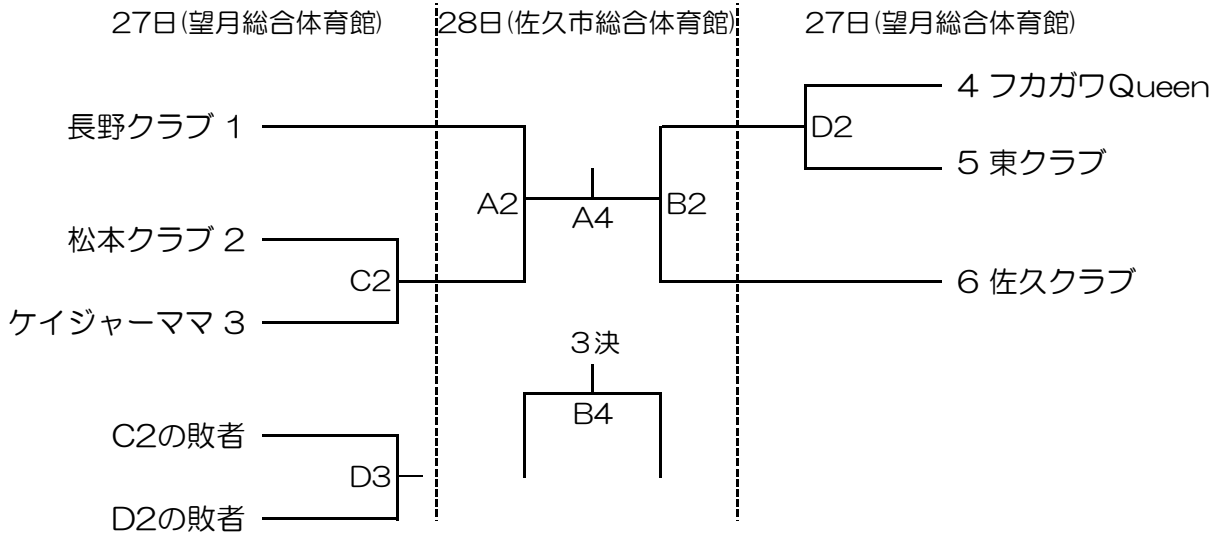 27日(望月総合体育館)
28日(佐久市総合体育館)
27日(望月総合体育館)
長野クラブ 1
松本クラブ 2
ケイジャーママ 3
C2
A2
A4
B2
D2
4 フカガワQueen
5 東クラブ
6 佐久クラブ
3決
B4
C2の敗者
D3
D2の敗者